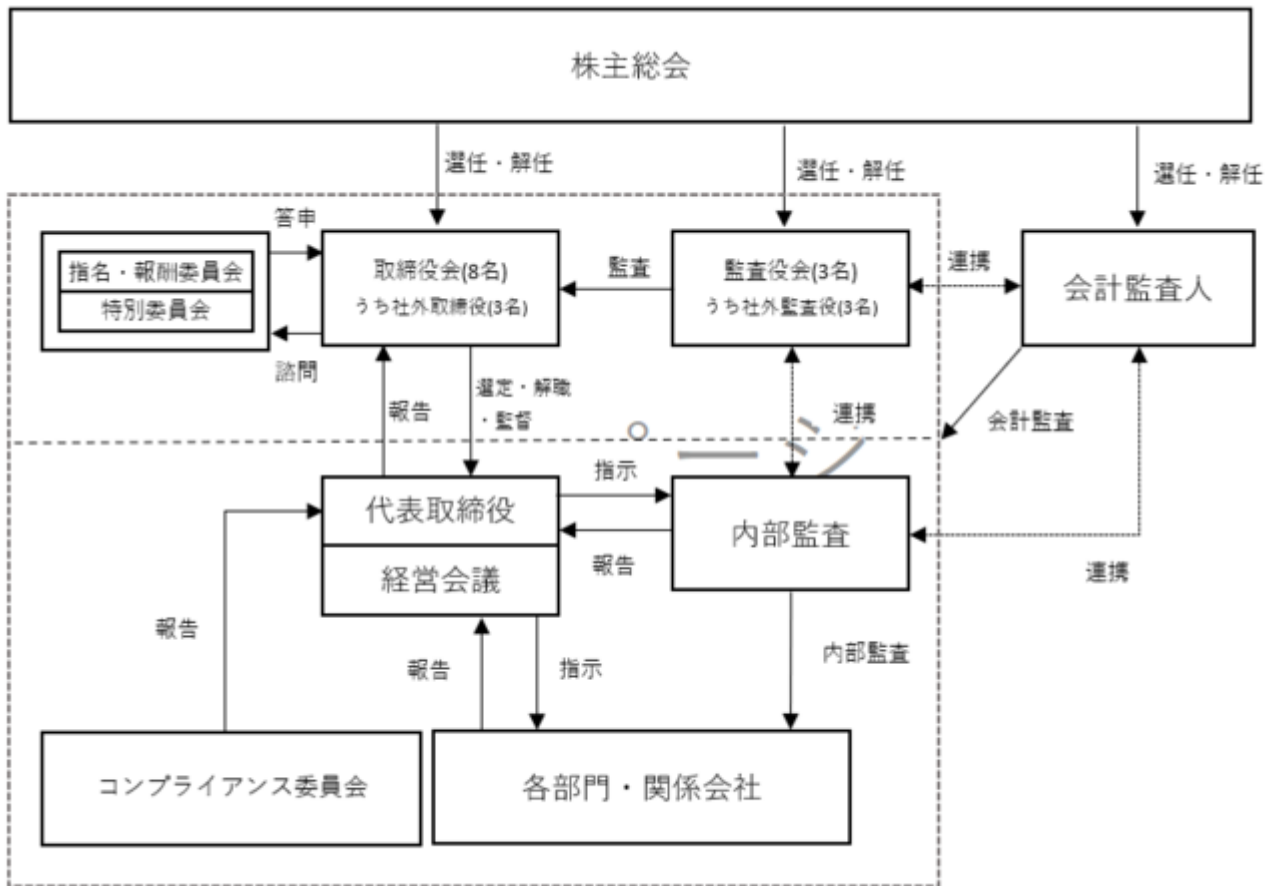 株主総会
選任・解任
選任・解任
選任・解任
答申
指名・報酬委員会
特別委員会
諮問
取締役会(8名)
うち社外取締役(3名)
監査
監査役会(3名)
うち社外監査役(3名)
連携
会計監査人
報告
選定・解職
・監督
連携
会計監査
代表取締役
経営会議
指示
報告
内部監査
連携
報告
報告
指示
内部監査
コンプライアンス委員会
各部門・関係会社